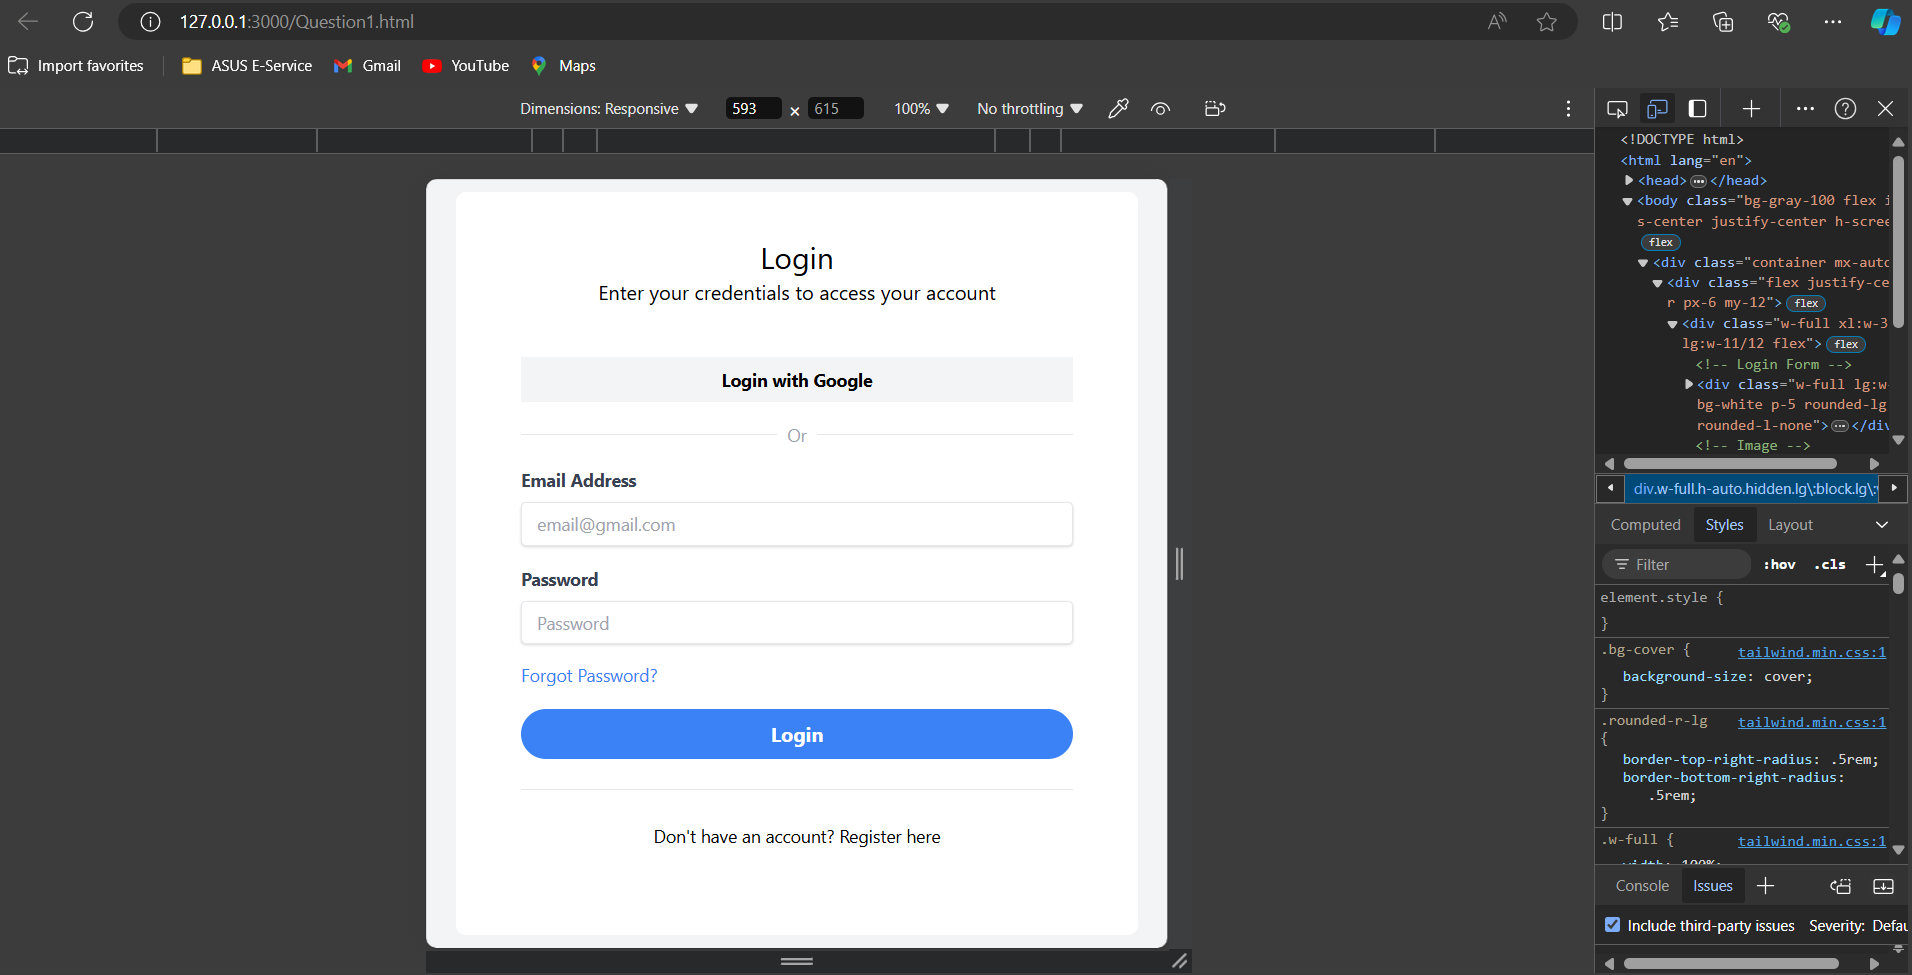 127.0.0.1:3000/Question1.html
Import favorites
ASUS E-Service
Gmail
YouTube
Maps
Dimensions: Responsive
593 × 615
100%
No throttling
Login
Enter your credentials to access your account
Login with Google
Or
Email Address
email@gmail.com
Password
Password
Forgot Password?
Login
Don't have an account? Register here
<!DOCTYPE html>
<html lang="en">
<head> </head>
<body class="bg-gray-100 flex i
s-center justify-center h-scree
flex
<div class="container mx-auto
<div class="flex justify-ce
r px-6 my-12"> flex
<div class="w-full xl:w-3
lg:w-11/12 flex"> flex
<!-- Login Form -->
<div class="w-full lg:w
bg-white p-5 rounded-lg
rounded-l-none"> </div
<!-- Image -->
div.w-full.h-auto.hidden.lg\:block.lg\:
Computed
Styles
Layout
Filter
:hov
.cls
element.style {
}
.bg-cover {
tailwind.min.css:1
background-size: cover;
}
.rounded-r-lg
tailwind.min.css:1
{
border-top-right-radius: .5rem;
border-bottom-right-radius:
.5rem;
}
.w-full {
tailwind.min.css:1
width: 100%;
Console
Issues
Include third-party issues
Severity: Defau